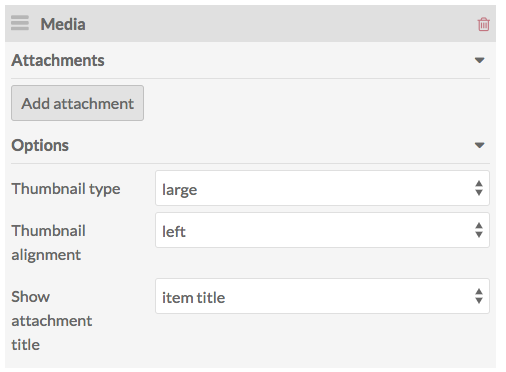 Media
Attachments
Add attachment
Options
Thumbnail type
large
Thumbnail
alignment
left
Show
attachment
title
item title